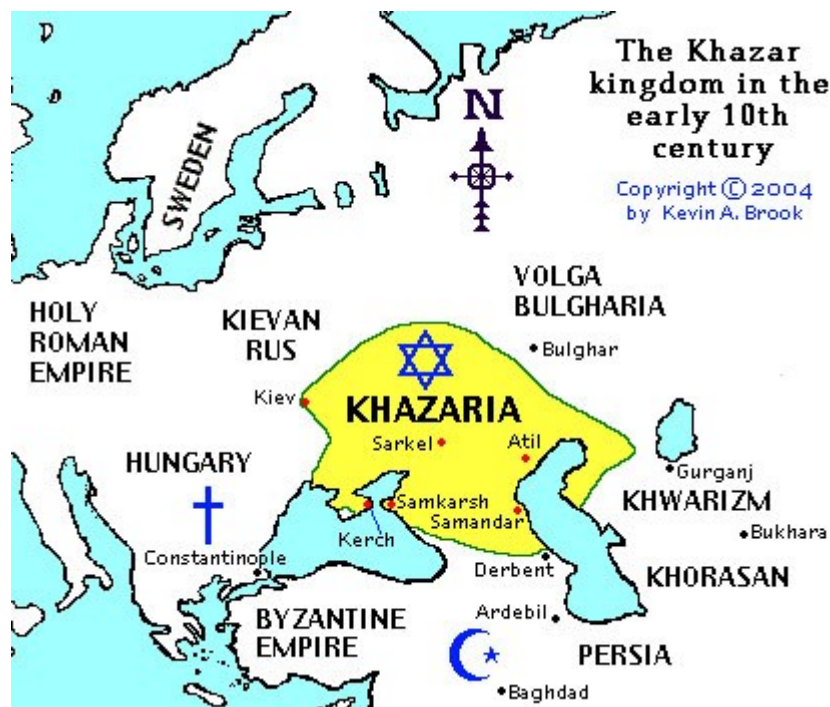 The Khazar
kingdom in the
early 10th
century
Copyright © 2004
by Kevin A. Brook
N
SWEDEN
HOLY
ROMAN
EMPIRE
KIEVAN
RUS
VOLGA
BULGHARIA
Bulghar
Kiev
KHAZARIA
Sarkel
Atil
HUNGARY
Gurganj
KHWARIZM
Samkarsh
Samandar
Kerch
Bukhara
Constantinople
Derbent
KHORASAN
BYZANTINE
EMPIRE
Ardebil
PERSIA
Baghdad